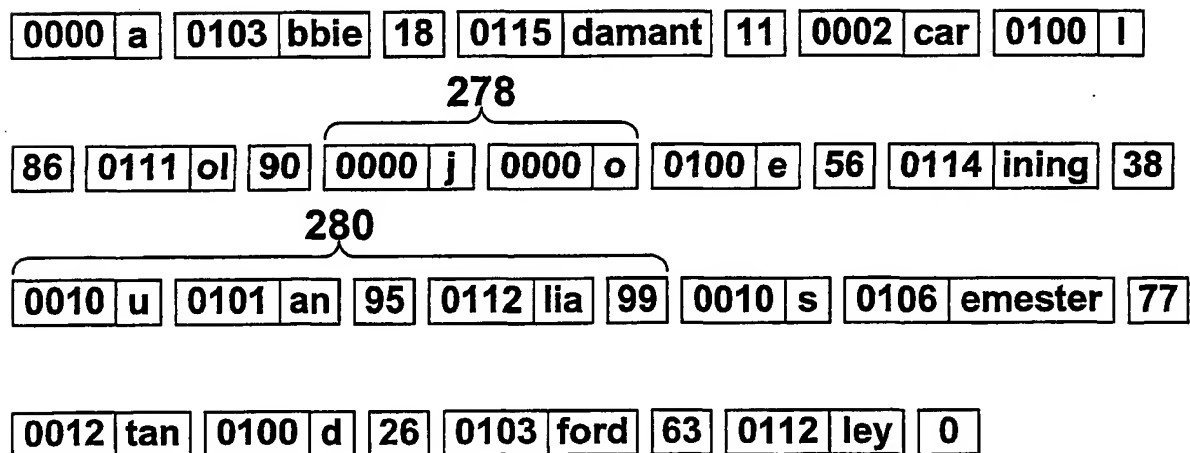 0000 a 0103 bbie 18 0115 damant 11 0002 car 0100 l
278
86 0111 ol 90 0000 j 0000 o 0100 e 56 0114 ining 38
280
0010 u 0101 an 95 0112 lia 99 0010 s 0106 emester 77
0012 tan 0100 d 26 0103 ford 63 0112 ley 0